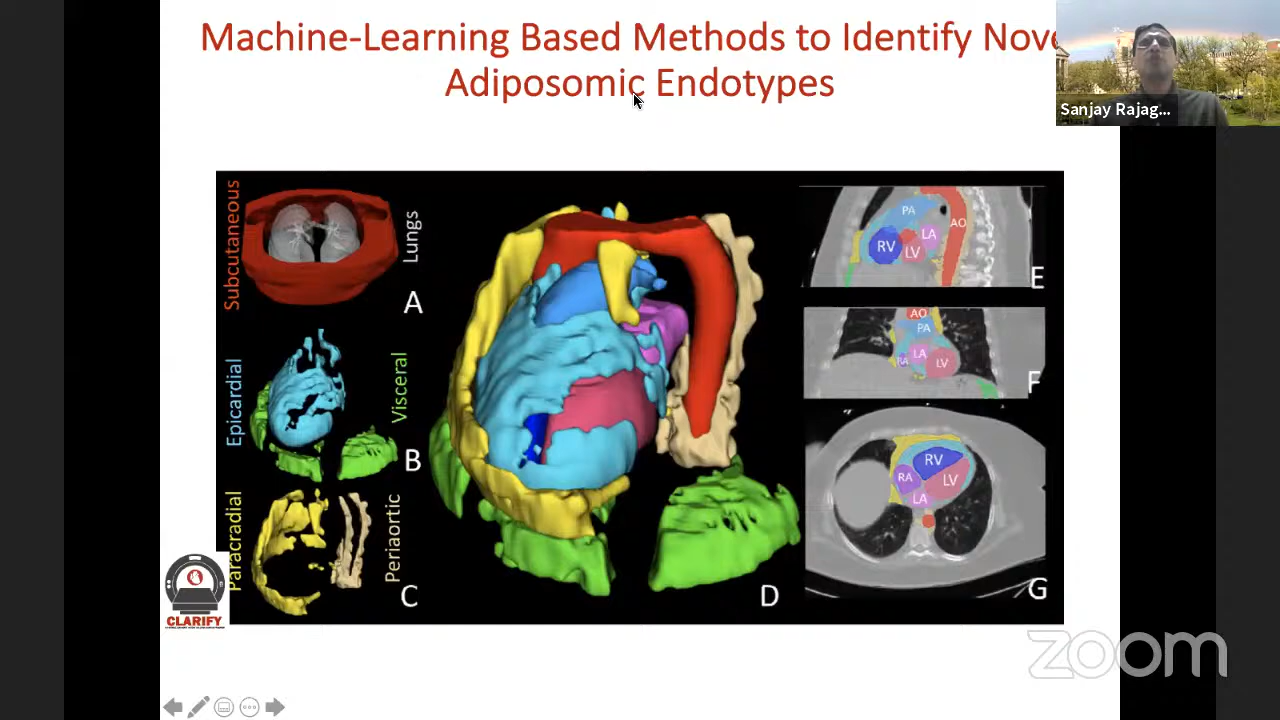 Machine-Learning Based Methods to Identify Nove
Adiposomic Endotypes
Sanjay Rajag...
Subcutaneous
Lungs
A
Epicardial
Visceral
B
Paracradial
Periaortic
C
D
PA
AO
RV
LA
LV
E
AO
PA
RA
LA
LV
F
RV
RA
LV
LA
G
CLARIFY
zoom